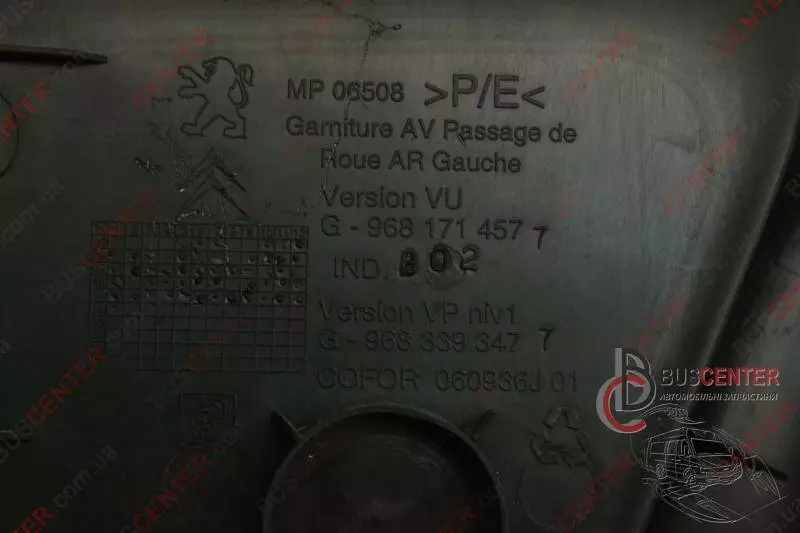 MP 06508 >P/E<
Garniture AV Passage de
Roue AR Gauche
Version VU
G - 968 171 457 7
IND. B02
Version VP niv1
G - 968 339 347 7
COFOR 060936J 01
BUSCENTER
АВТОМОБІЛЬНІ ЗАПЧАСТИНИ